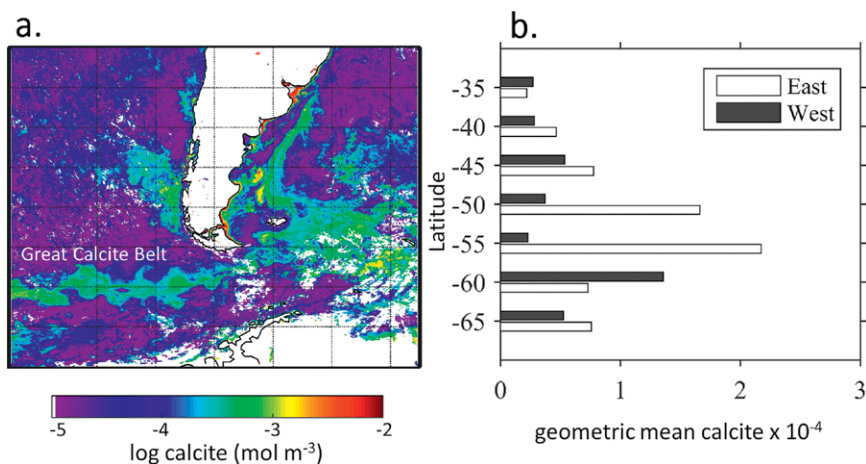 a.
Great Calcite Belt
-5
-4
-3
-2
log calcite (mol m⁻³)
b.
East
West
Latitude
-35
-40
-45
-50
-55
-60
-65
0
1
2
3
geometric mean calcite x 10⁻⁴